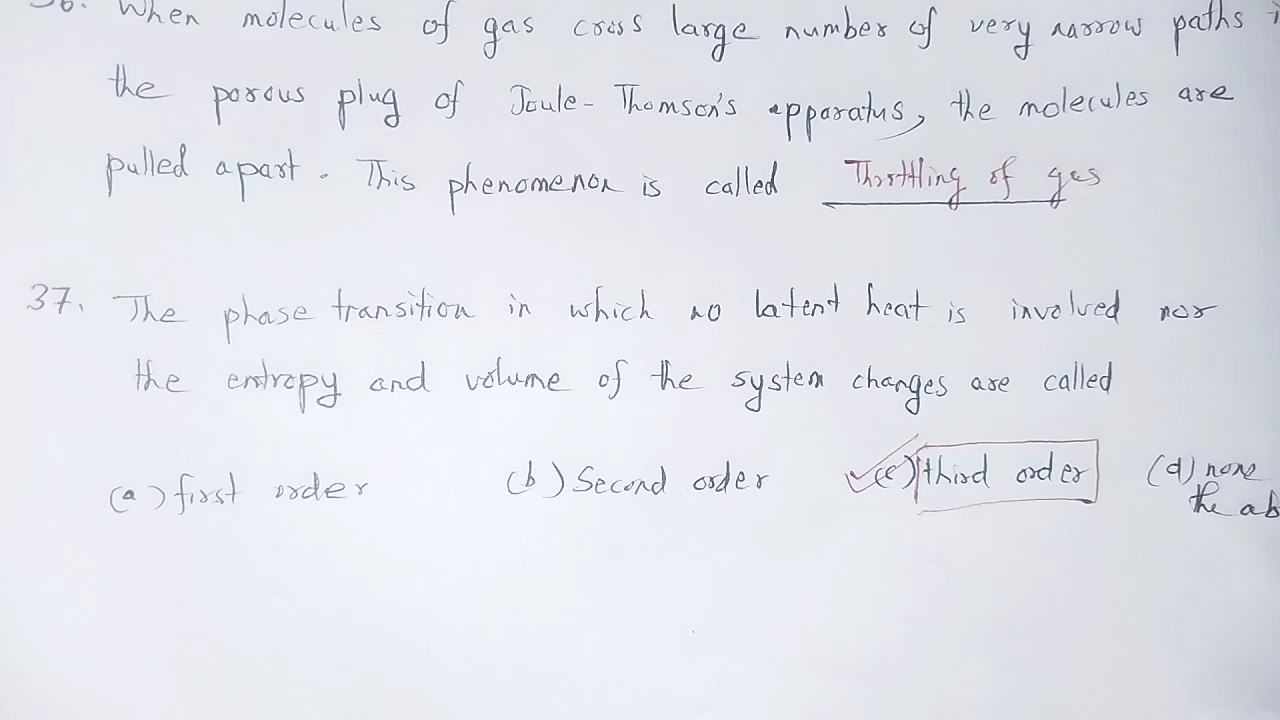 36. When molecules of gas cross large number of very narrow paths
the porous plug of Joule-Thomson's apparatus, the molecules are
pulled apart. This phenomenon is called Throttling of gas
37. The phase transition in which no latent heat is involved nor
the entropy and volume of the system changes are called
(a) first order (b) Second order (c) third order (d) none
the ab